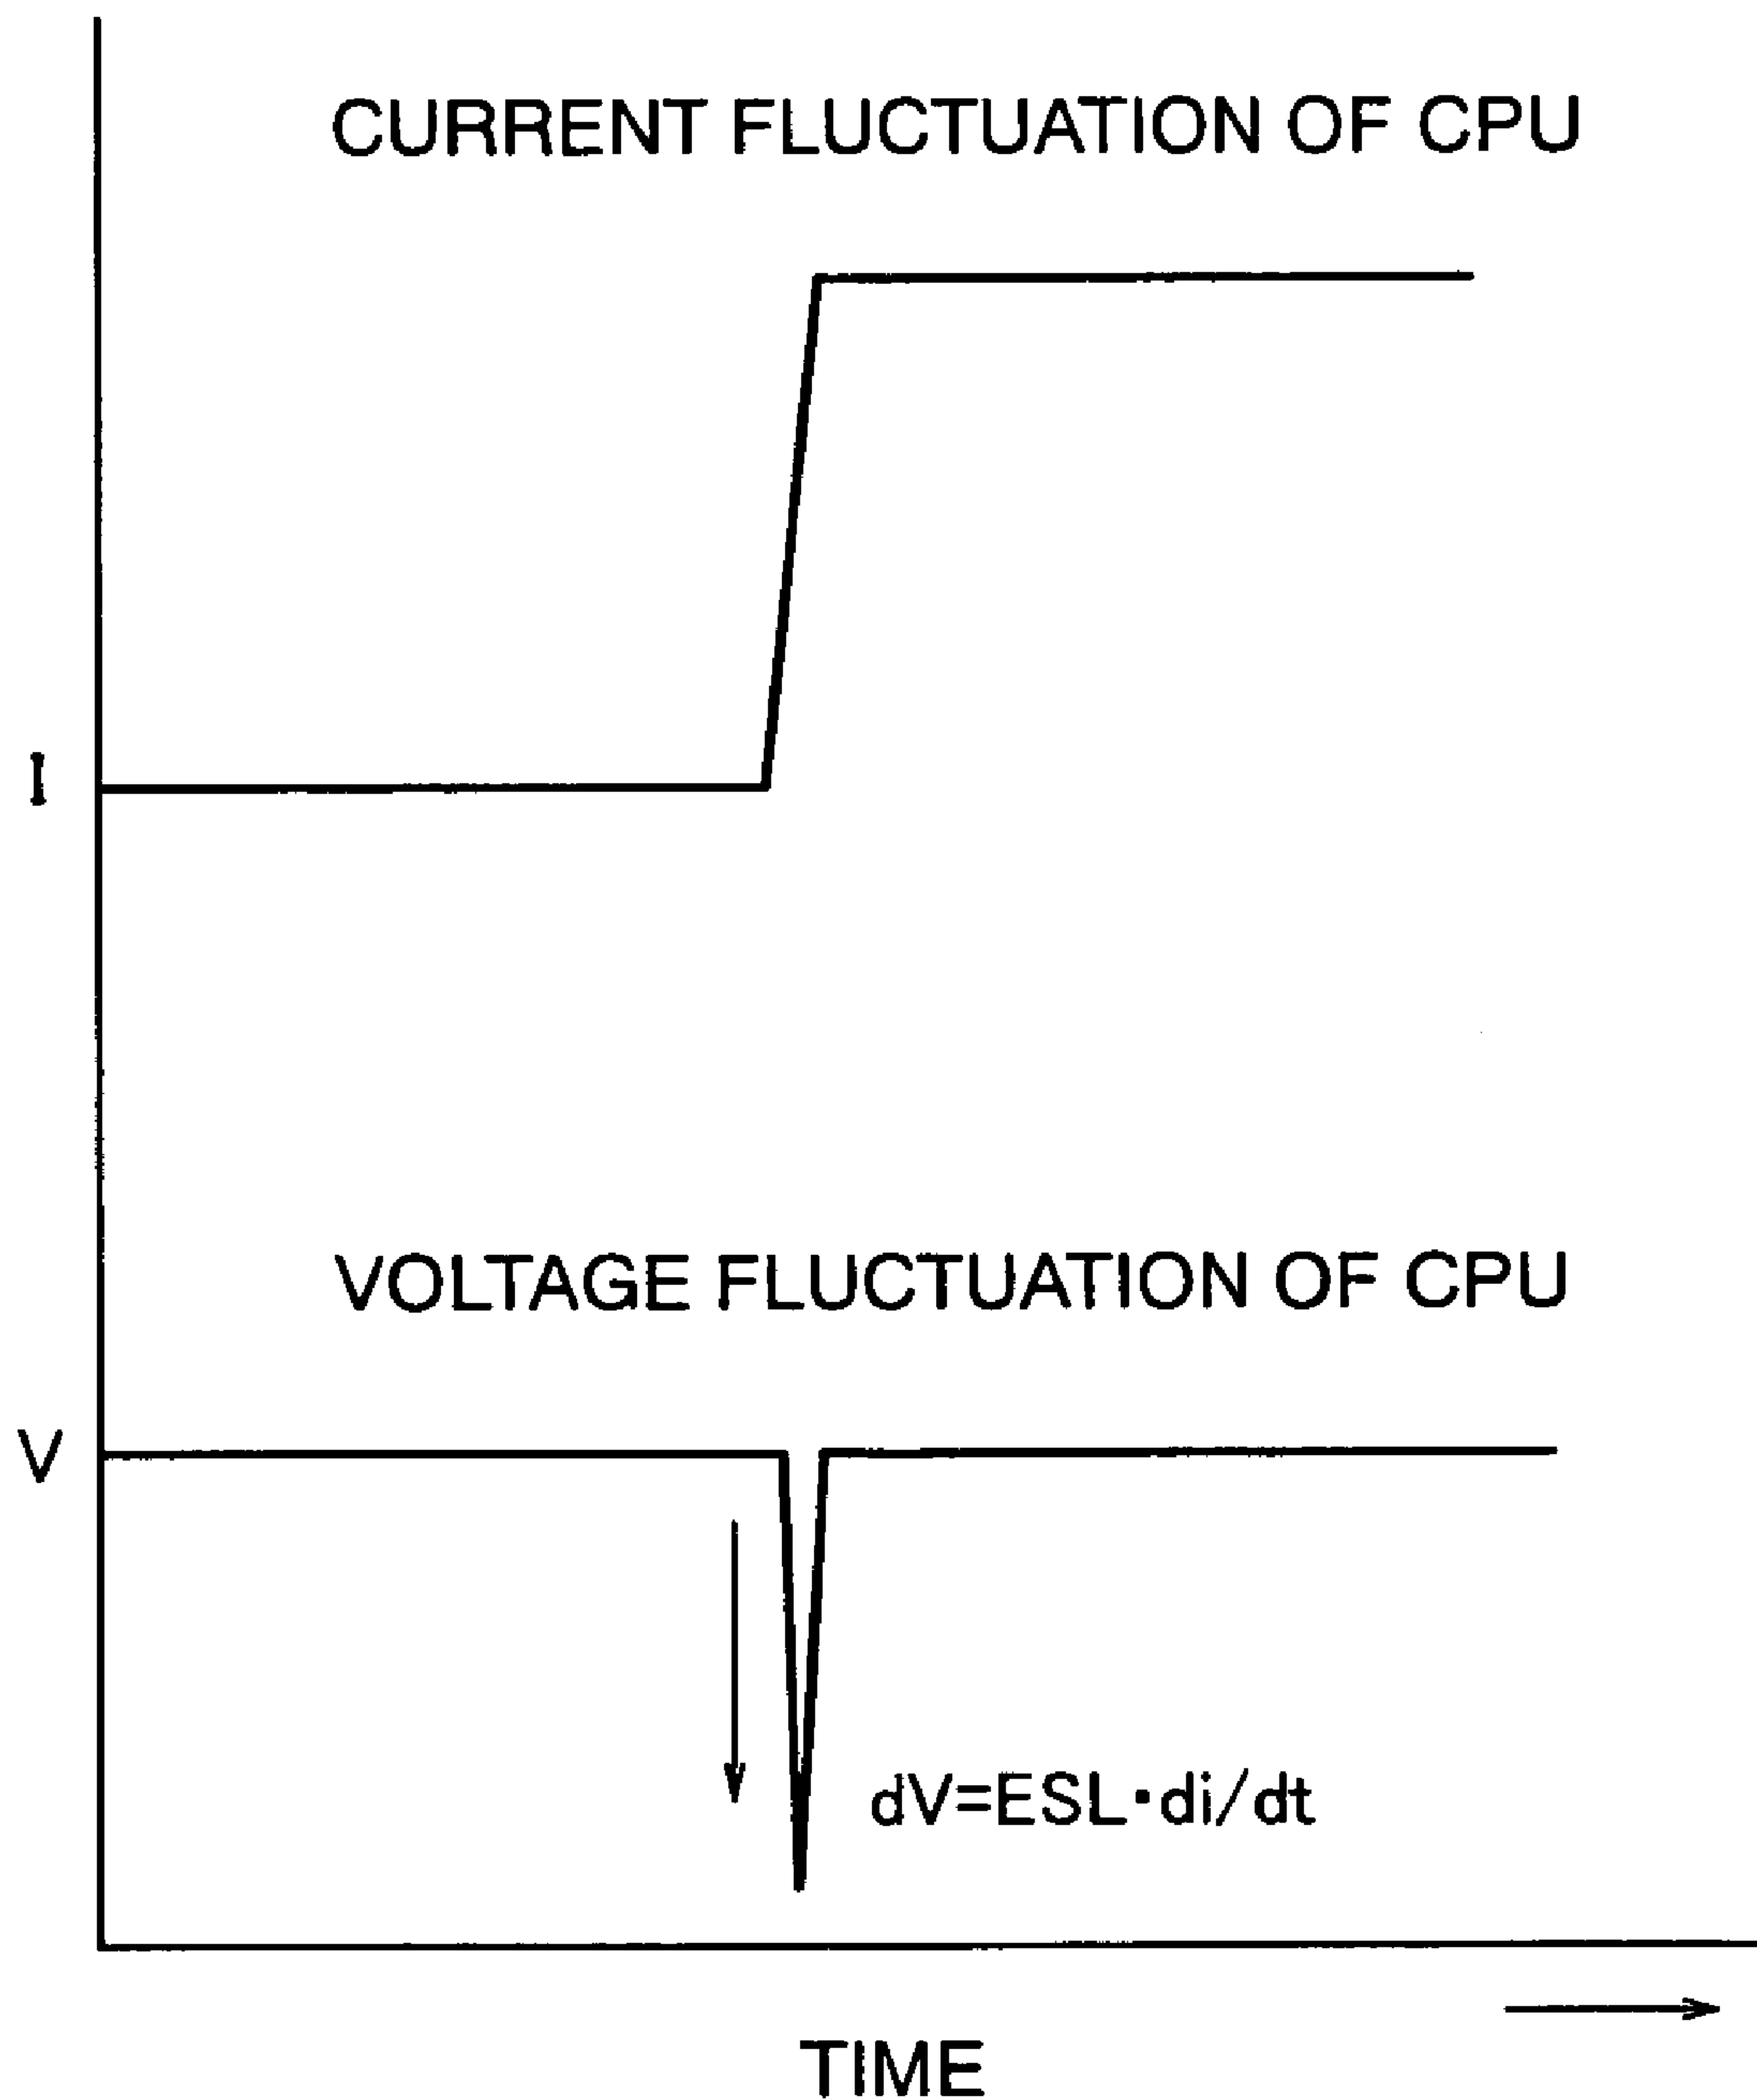 CURRENT FLUCTUATION OF CPU
I
VOLTAGE FLUCTUATION OF CPU
V
dV=ESL·di/dt
TIME